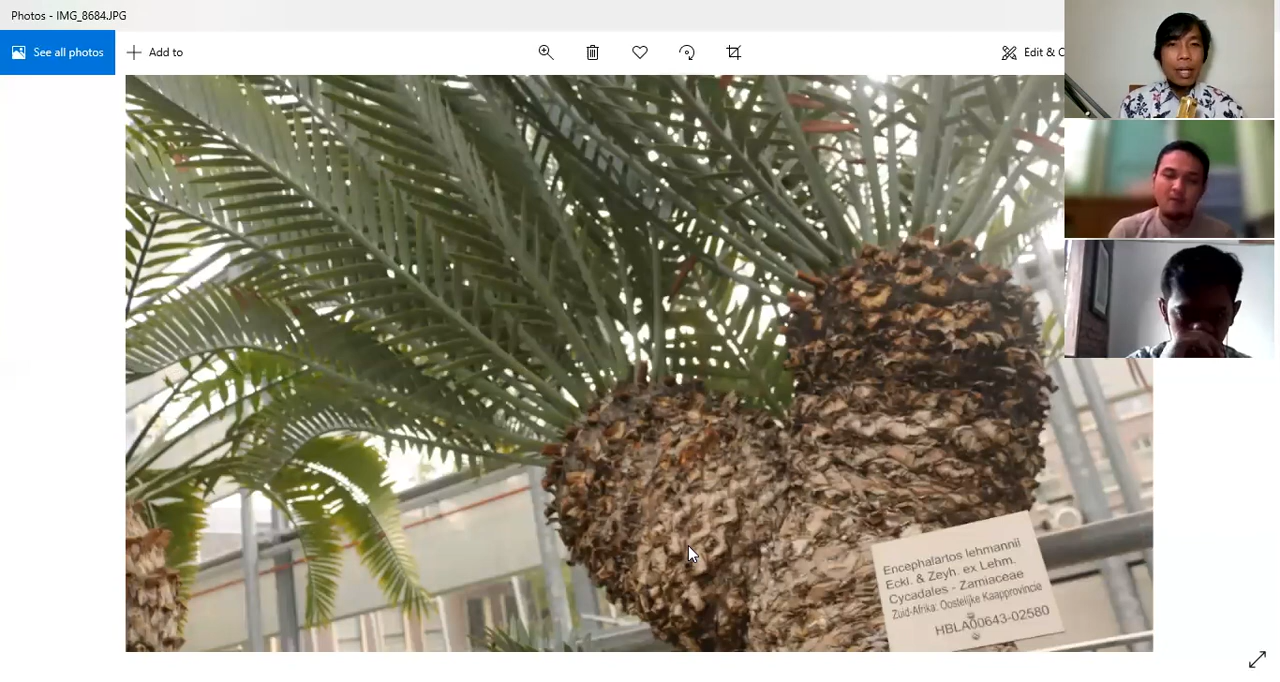 Photos - IMG_8684.JPG
See all photos
Add to
Edit & C
Encephalartos lehmannii
Eckl. & Zeyh. ex Lehm.
Cycadales - Zamiaceae
Zuid-Afrika: Oostelijke Kaapprovincie
HBLA00643-02580